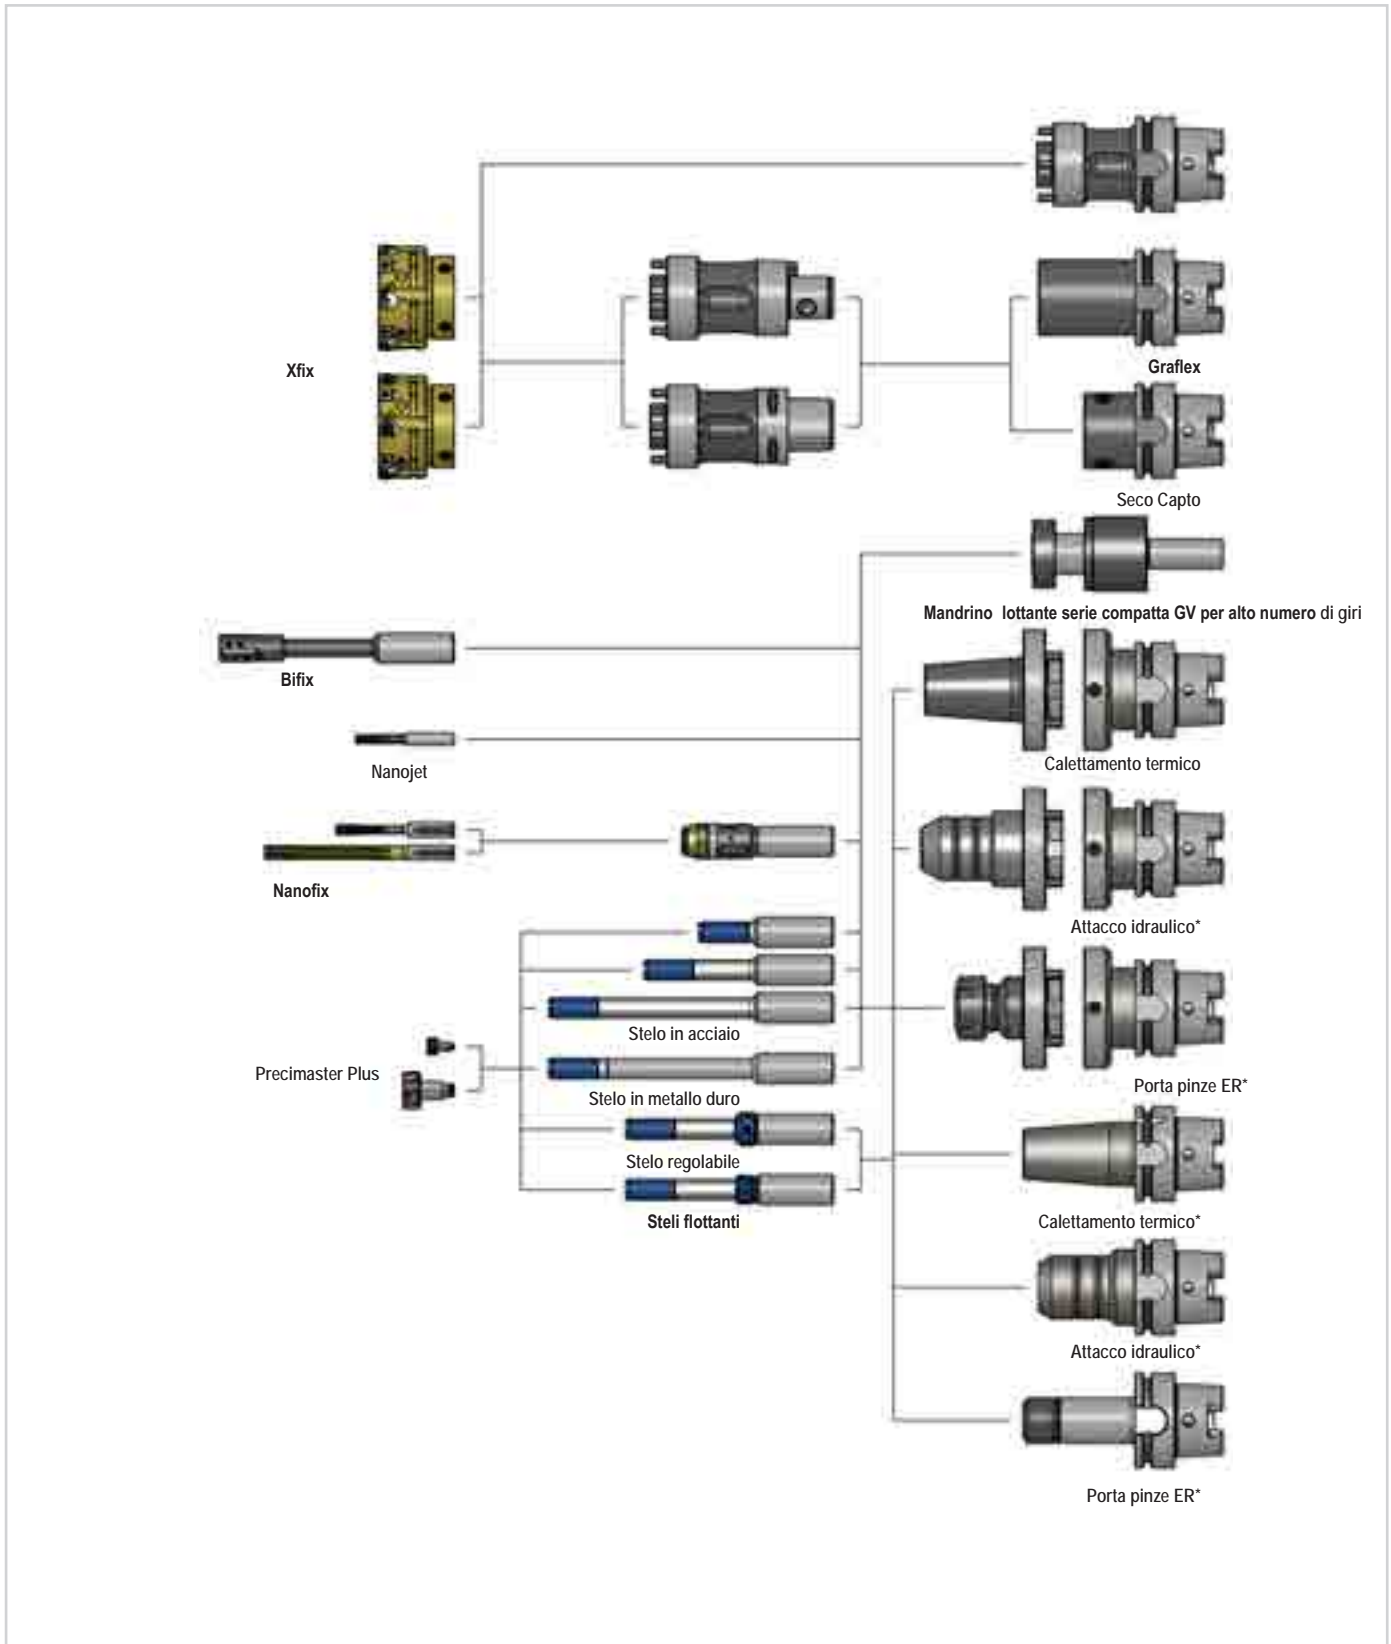 Xfix
Graflex
Seco Capto
Mandrino lottante serie compatta GV per alto numero di giri
Bifix
Calettamento termico
Nanojet
Nanofix
Attacco idraulico*
Stelo in acciaio
Precimaster Plus
Porta pinze ER*
Stelo in metallo duro
Stelo regolabile
Steli flottanti
Calettamento termico*
Attacco idraulico*
Porta pinze ER*